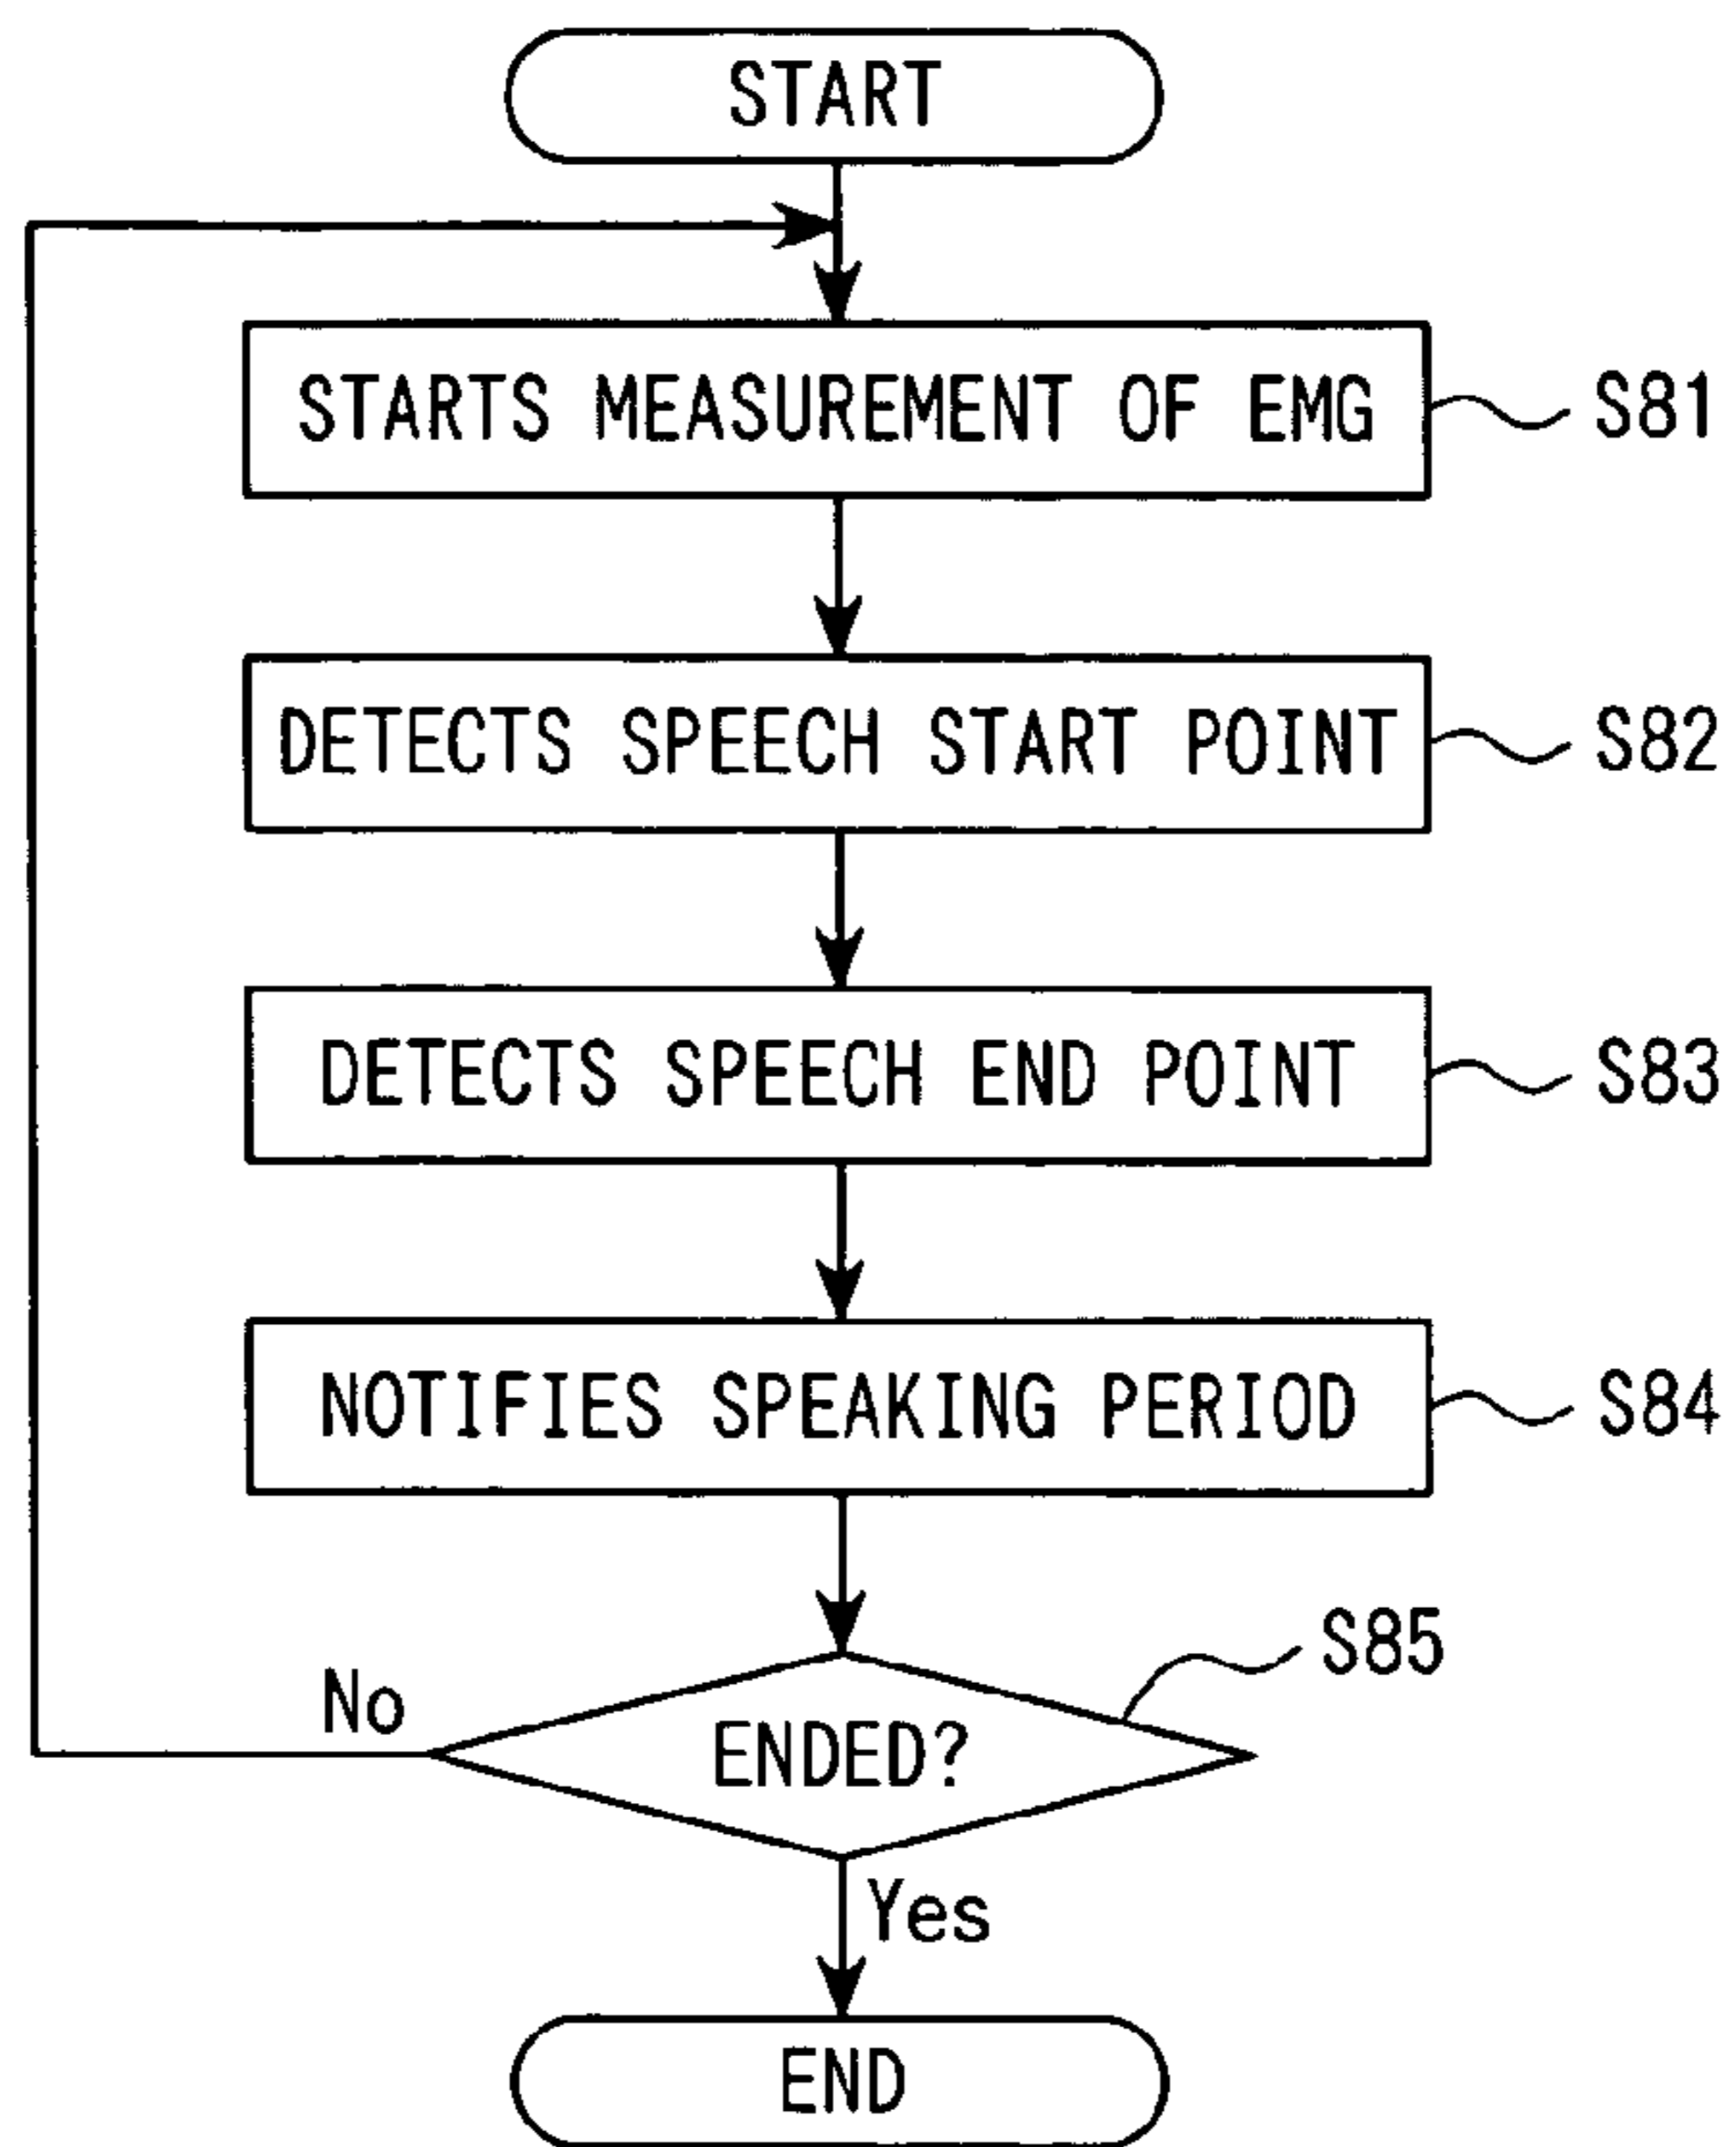 START
STARTS MEASUREMENT OF EMG
S81
DETECTS SPEECH START POINT
S82
DETECTS SPEECH END POINT
S83
NOTIFIES SPEAKING PERIOD
S84
S85
No
ENDED?
Yes
END